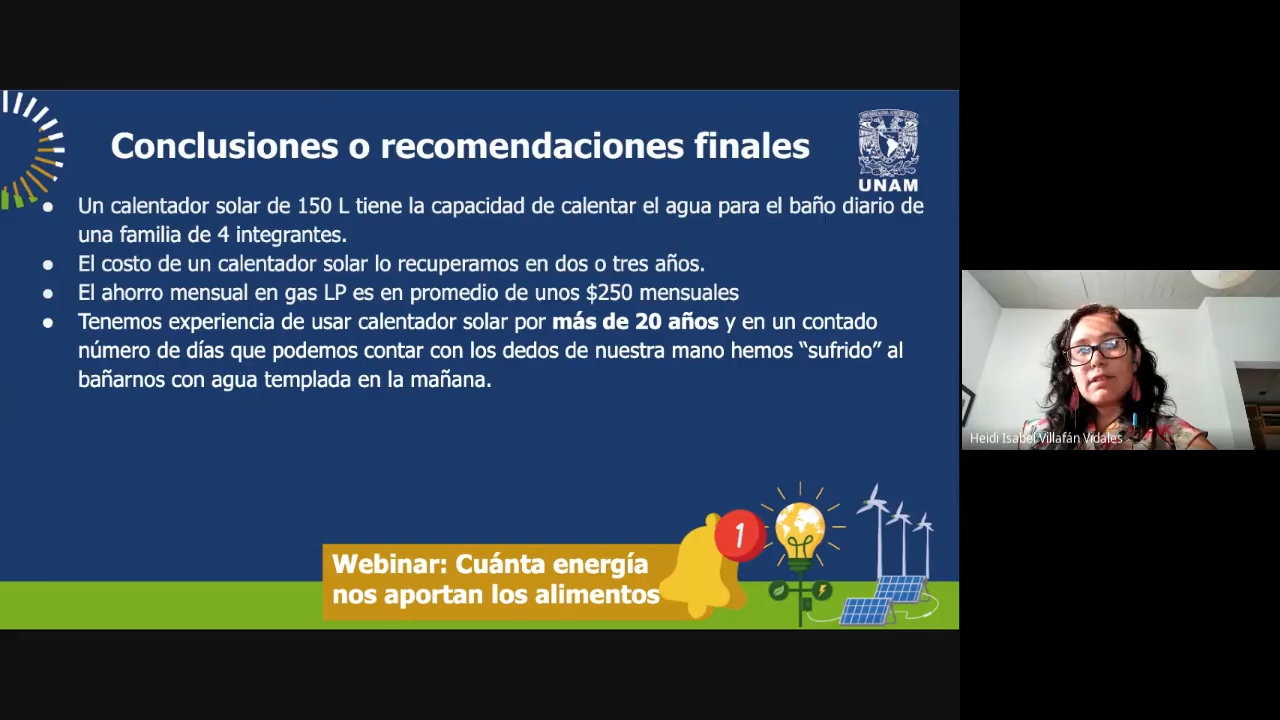 Conclusiones o recomendaciones finales
UNAM
● Un calentador solar de 150 L tiene la capacidad de calentar el agua para el baño diario de
una familia de 4 integrantes.
● El costo de un calentador solar lo recuperamos en dos o tres años.
● El ahorro mensual en gas LP es en promedio de unos $250 mensuales
● Tenemos experiencia de usar calentador solar por más de 20 años y en un contado
número de días que podemos contar con los dedos de nuestra mano hemos “sufrido” al
bañarnos con agua templada en la mañana.
1
Webinar: Cuánta energía
nos aportan los alimentos
Heidi Isabel Villafán Vidales